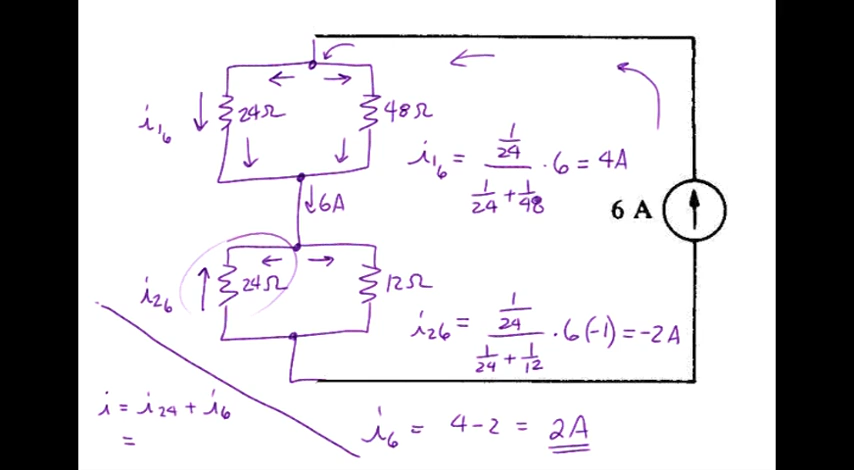 i₁₆ ↓ 24Ω 48Ω
i₁₆ = (1/24)/(1/24 + 1/48) · 6 = 4A
↓ 6A
6 A
i₂₆ ↑ 24Ω 12Ω
i₂₆ = (1/24)/(1/24 + 1/12) · 6(-1) = -2A
i = i₂₄ + i₆
=
i₆ = 4 - 2 = 2A